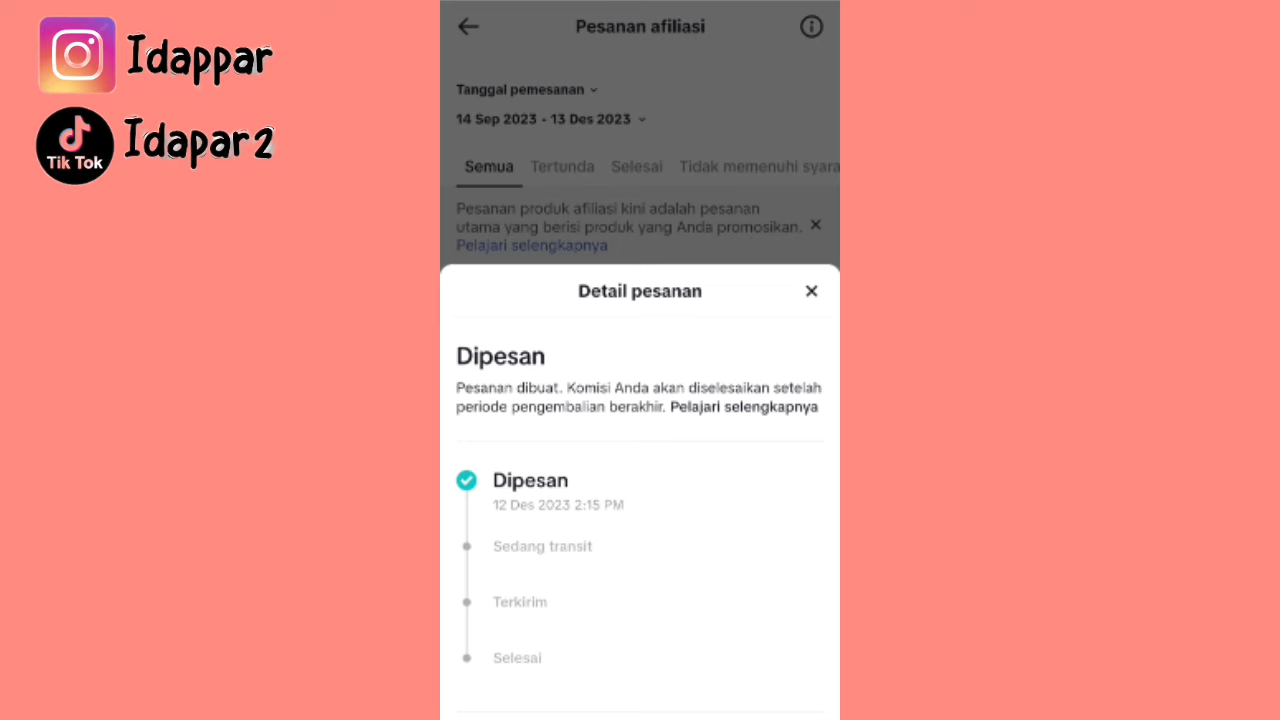 Idappar
Tik Tok
Idapar2
Pesanan afiliasi
Tanggal pemesanan
14 Sep 2023 - 13 Des 2023
Semua Tertunda Selesai Tidak memenuhi syara
Pesanan produk afiliasi kini adalah pesanan
utama yang berisi produk yang Anda promosikan.
Pelajari selengkapnya
Detail pesanan
Dipesan
Pesanan dibuat. Komisi Anda akan diselesaikan setelah
periode pengembalian berakhir. Pelajari selengkapnya
Dipesan
12 Des 2023 2:15 PM
Sedang transit
Terkirim
Selesai